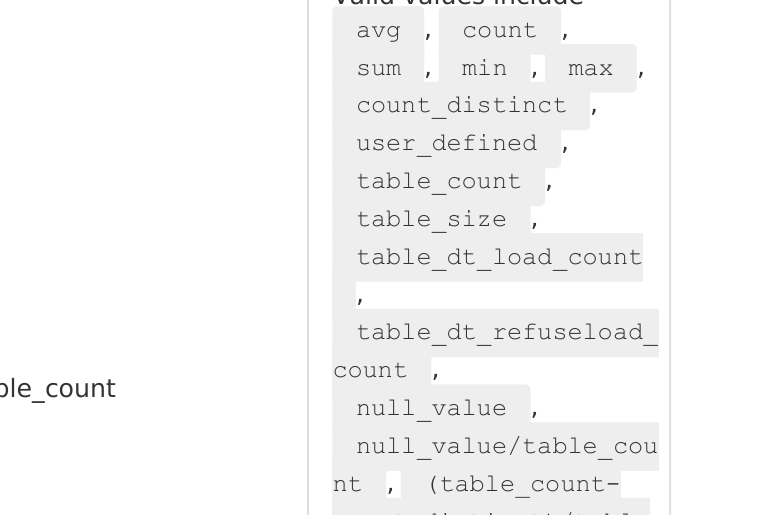 Valid values include
avg , count ,
sum , min , max ,
count_distinct ,
user_defined ,
table_count ,
table_size ,
table_dt_load_count
,
table_dt_refuseload_
count ,
ble_count
null_value ,
null_value/table_cou
nt , (table_count-